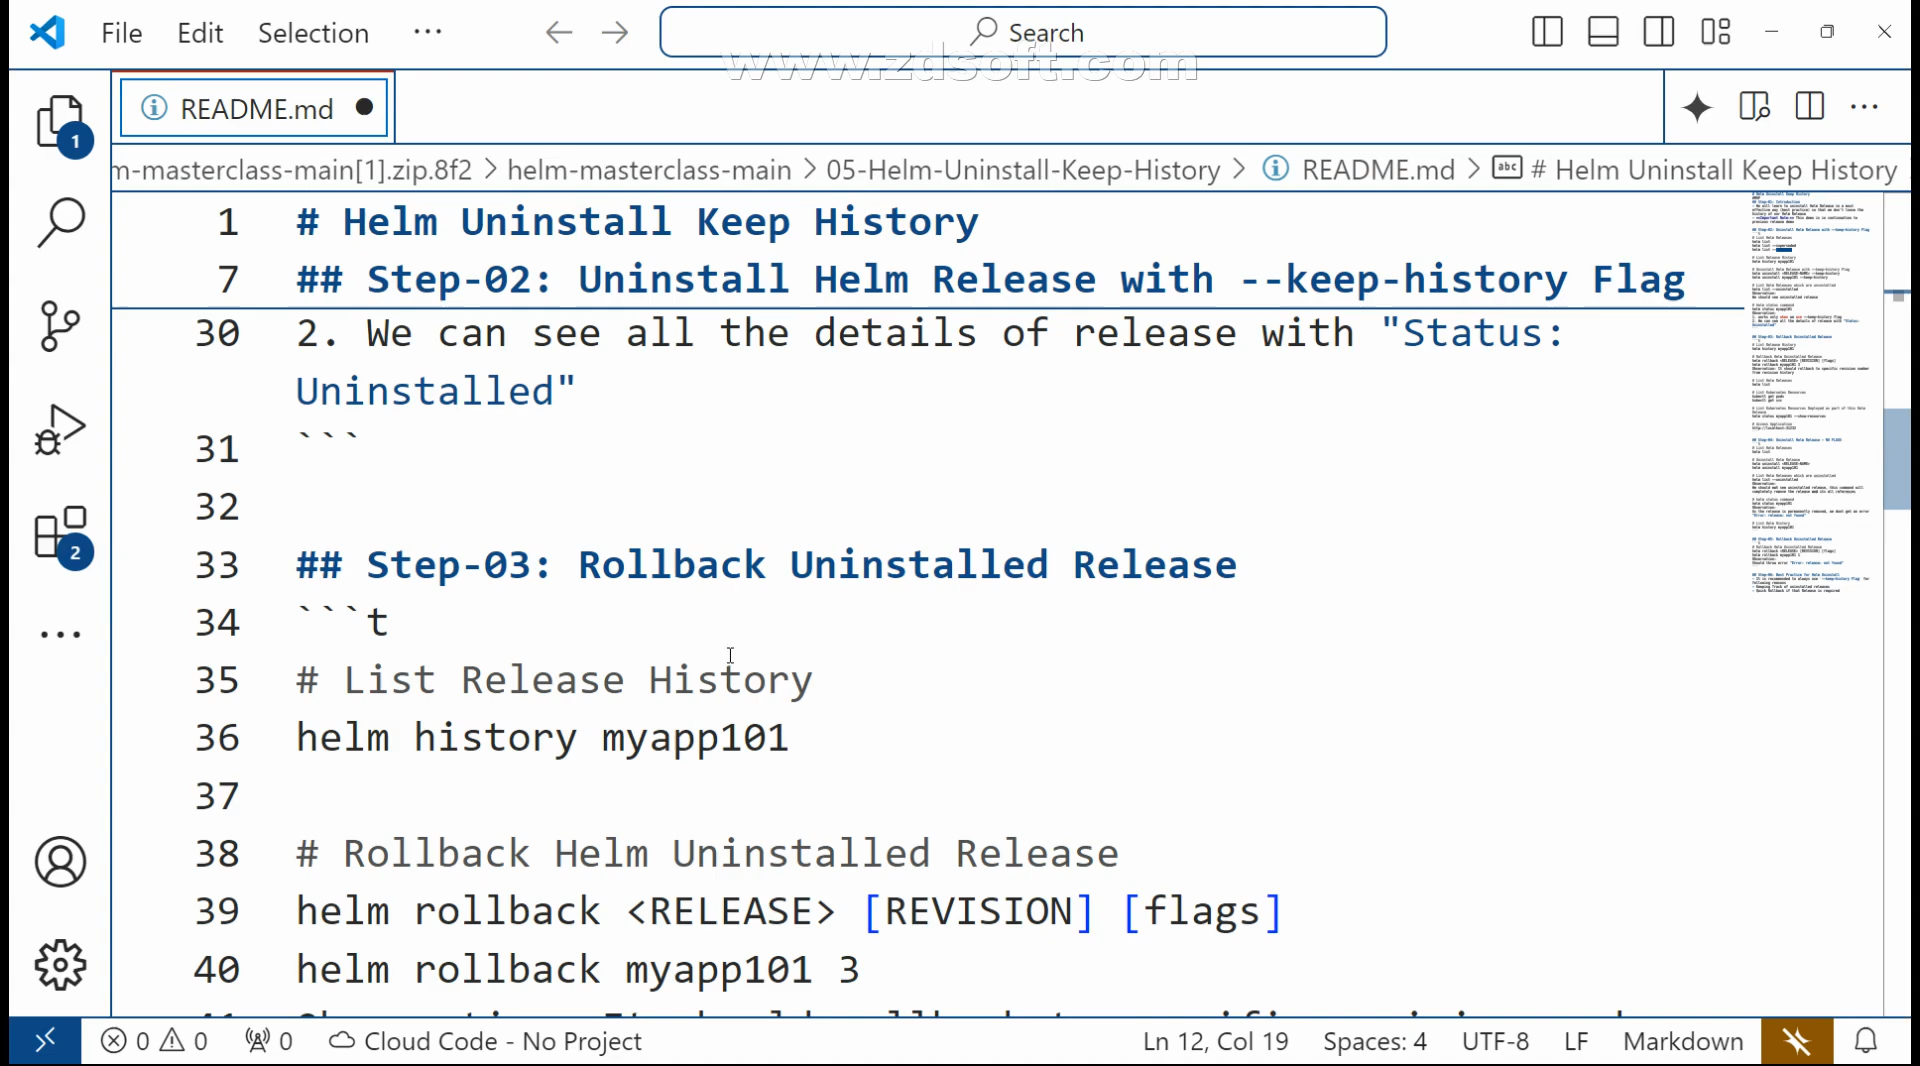 File Edit Selection ··· Search
www.zdsoft.com
README.md
1
m-masterclass-main[1].zip.8f2 > helm-masterclass-main > 05-Helm-Uninstall-Keep-History > README.md > # Helm Uninstall Keep History
1 # Helm Uninstall Keep History
7 ## Step-02: Uninstall Helm Release with --keep-history Flag
30 2. We can see all the details of release with "Status:
Uninstalled"
31 ```
32
33 ## Step-03: Rollback Uninstalled Release
34 ```t
35 # List Release History
36 helm history myapp101
37
38 # Rollback Helm Uninstalled Release
39 helm rollback <RELEASE> [REVISION] [flags]
40 helm rollback myapp101 3
2
0 0 0 Cloud Code - No Project Ln 12, Col 19 Spaces: 4 UTF-8 LF Markdown